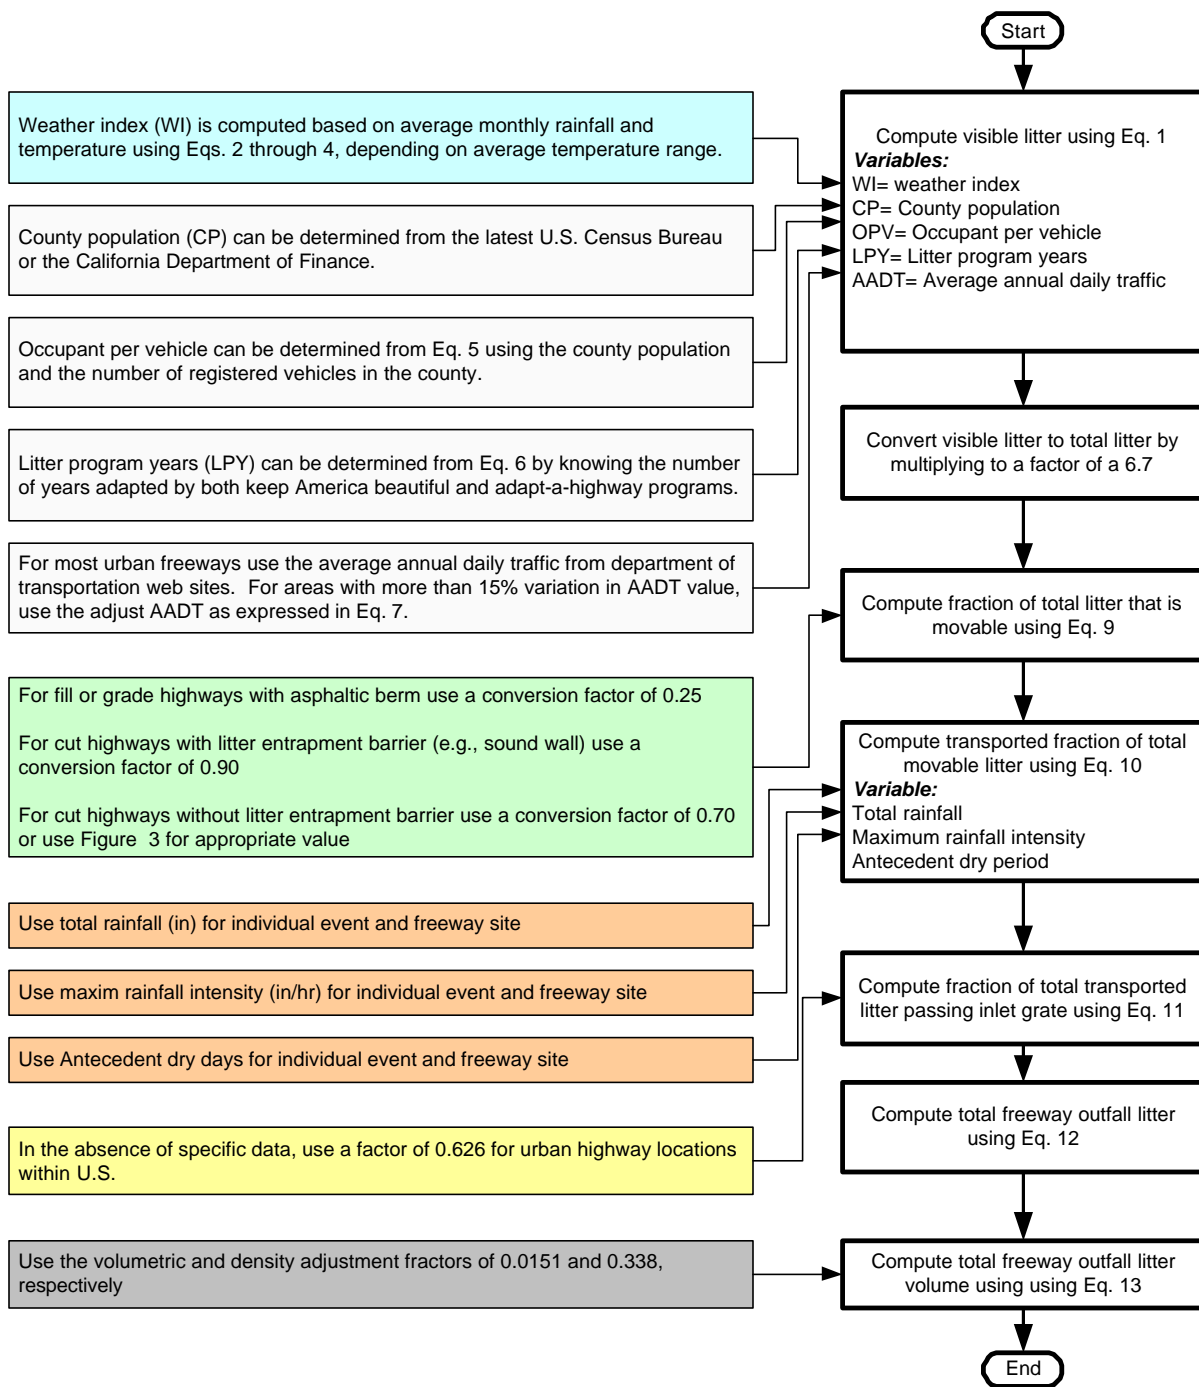 Start
Weather index (WI) is computed based on average monthly rainfall and
temperature using Eqs. 2 through 4, depending on average temperature range.
County population (CP) can be determined from the latest U.S. Census Bureau
or the California Department of Finance.
Occupant per vehicle can be determined from Eq. 5 using the county population
and the number of registered vehicles in the county.
Litter program years (LPY) can be determined from Eq. 6 by knowing the number
of years adapted by both keep America beautiful and adapt-a-highway programs.
For most urban freeways use the average annual daily traffic from department of
transportation web sites.  For areas with more than 15% variation in AADT value,
use the adjust AADT as expressed in Eq. 7.
For fill or grade highways with asphaltic berm use a conversion factor of 0.25
For cut highways with litter entrapment barrier (e.g., sound wall) use a
conversion factor of 0.90
For cut highways without litter entrapment barrier use a conversion factor of 0.70
or use Figure  3 for appropriate value
Use total rainfall (in) for individual event and freeway site
Use maxim rainfall intensity (in/hr) for individual event and freeway site
Use Antecedent dry days for individual event and freeway site
In the absence of specific data, use a factor of 0.626 for urban highway locations
within U.S.
Use the volumetric and density adjustment fractors of 0.0151 and 0.338,
respectively
Compute visible litter using Eq. 1
Variables:
WI= weather index
CP= County population
OPV= Occupant per vehicle
LPY= Litter program years
AADT= Average annual daily traffic
Convert visible litter to total litter by
multiplying to a factor of a 6.7
Compute fraction of total litter that is
movable using Eq. 9
Compute transported fraction of total
movable litter using Eq. 10
Variable:
Total rainfall
Maximum rainfall intensity
Antecedent dry period
Compute fraction of total transported
litter passing inlet grate using Eq. 11
Compute total freeway outfall litter
using Eq. 12
Compute total freeway outfall litter
volume using using Eq. 13
End